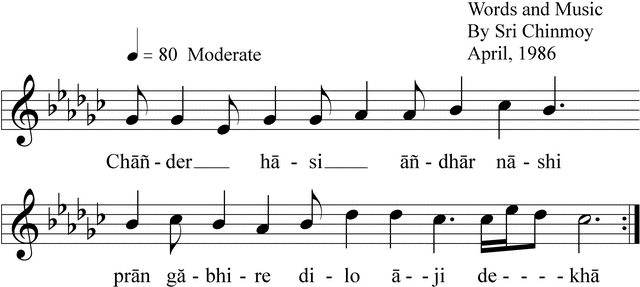 Words and Music
By Sri Chinmoy
April, 1986
= 80 Moderate
Chāñ - der hā - si āñ - dhār nā - shi
prān gă - bhi - re di - lo ā - - ji de - - - - khā